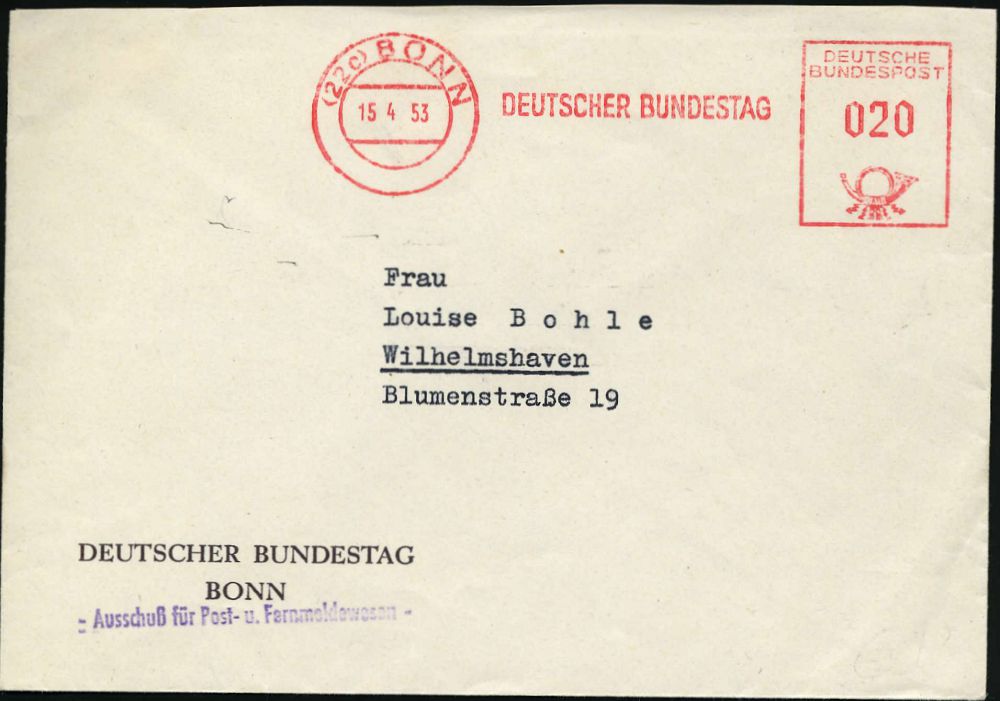 (22c) BONN
15 4 53
DEUTSCHER BUNDESTAG
DEUTSCHE
BUNDESPOST
020
Frau
Louise B o h l e
Wilhelmshaven
Blumenstraße 19
DEUTSCHER BUNDESTAG
BONN
- Ausschuß für Post- u. Fernmeldewesen -